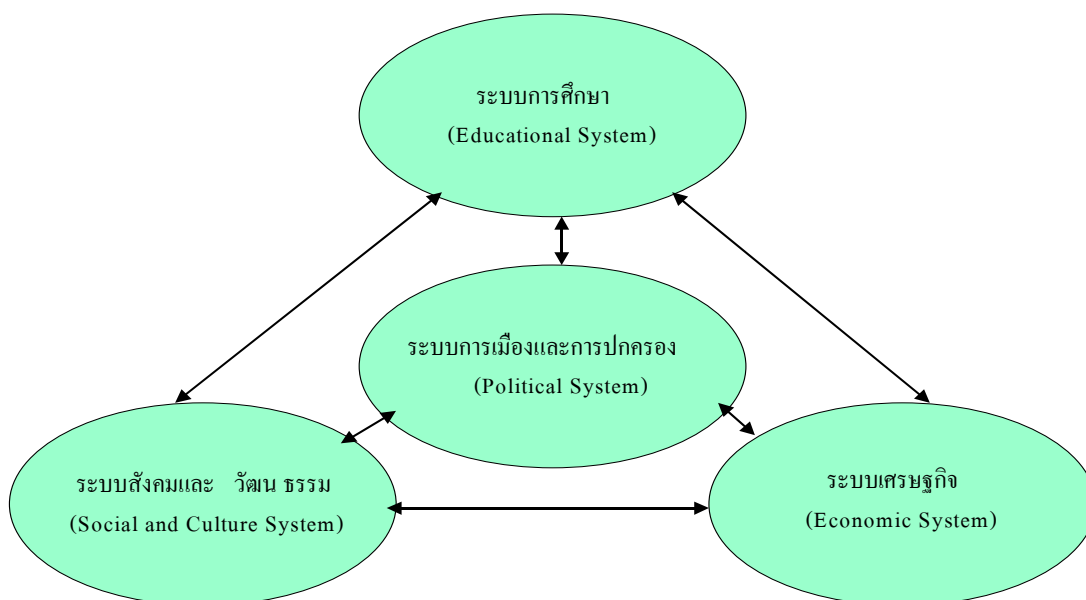 ระบบการศึกษา
(Educational System)
ระบบการเมืองและการปกครอง
(Political System)
ระบบสังคมและ วัฒน ธรรม
(Social and Culture System)
ระบบเศรษฐกิจ
(Economic System)